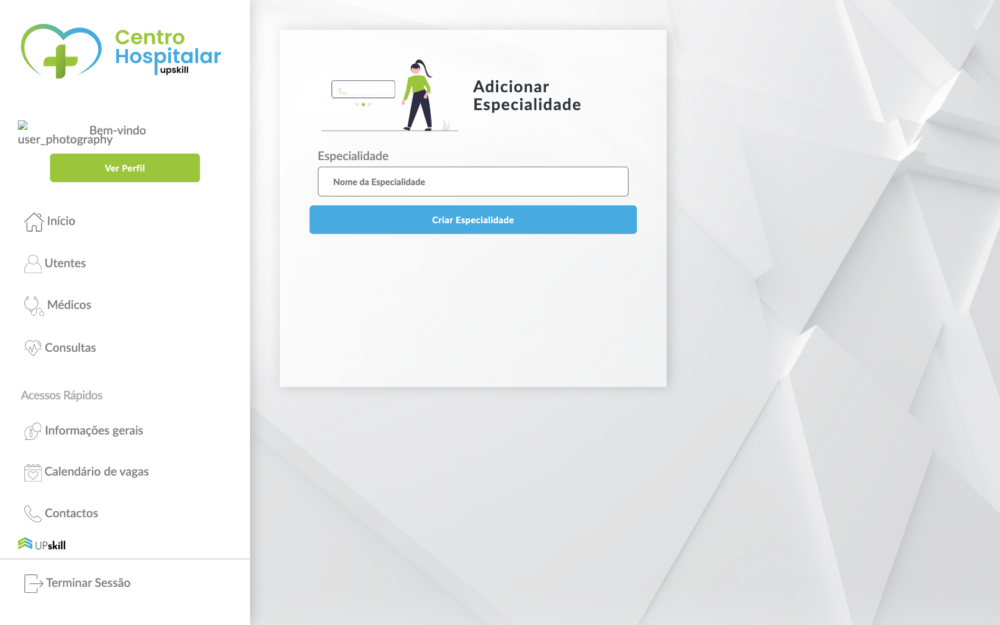 Centro
Hospitalar
upskill
user_photography
Bem-vindo
Ver Perfil
Início
Utentes
Médicos
Consultas
Acessos Rápidos
Informações gerais
Calendário de vagas
Contactos
UPskill
Terminar Sessão
T...
Adicionar
Especialidade
Especialidade
Nome da Especialidade
Criar Especialidade